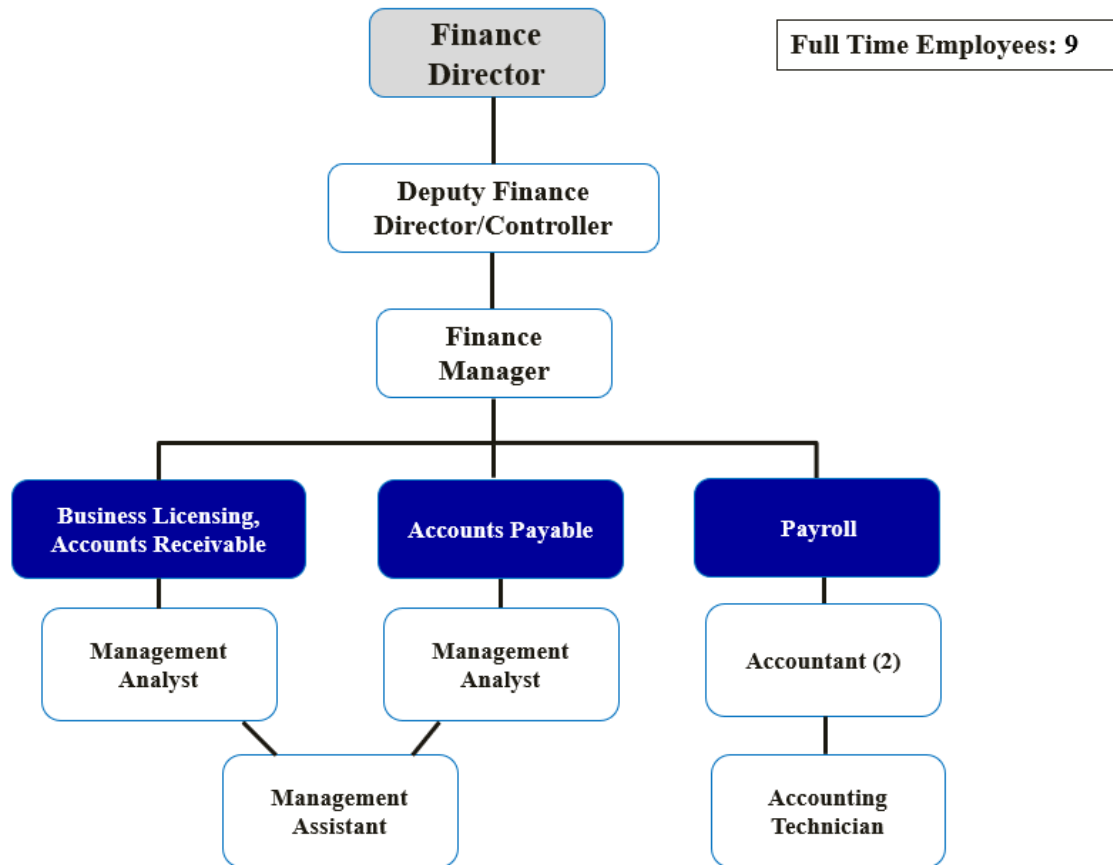 Finance
Director
Full Time Employees: 9
Deputy Finance
Director/Controller
Finance
Manager
Business Licensing,
Accounts Receivable
Accounts Payable
Payroll
Management
Analyst
Management
Analyst
Accountant (2)
Management
Assistant
Accounting
Technician